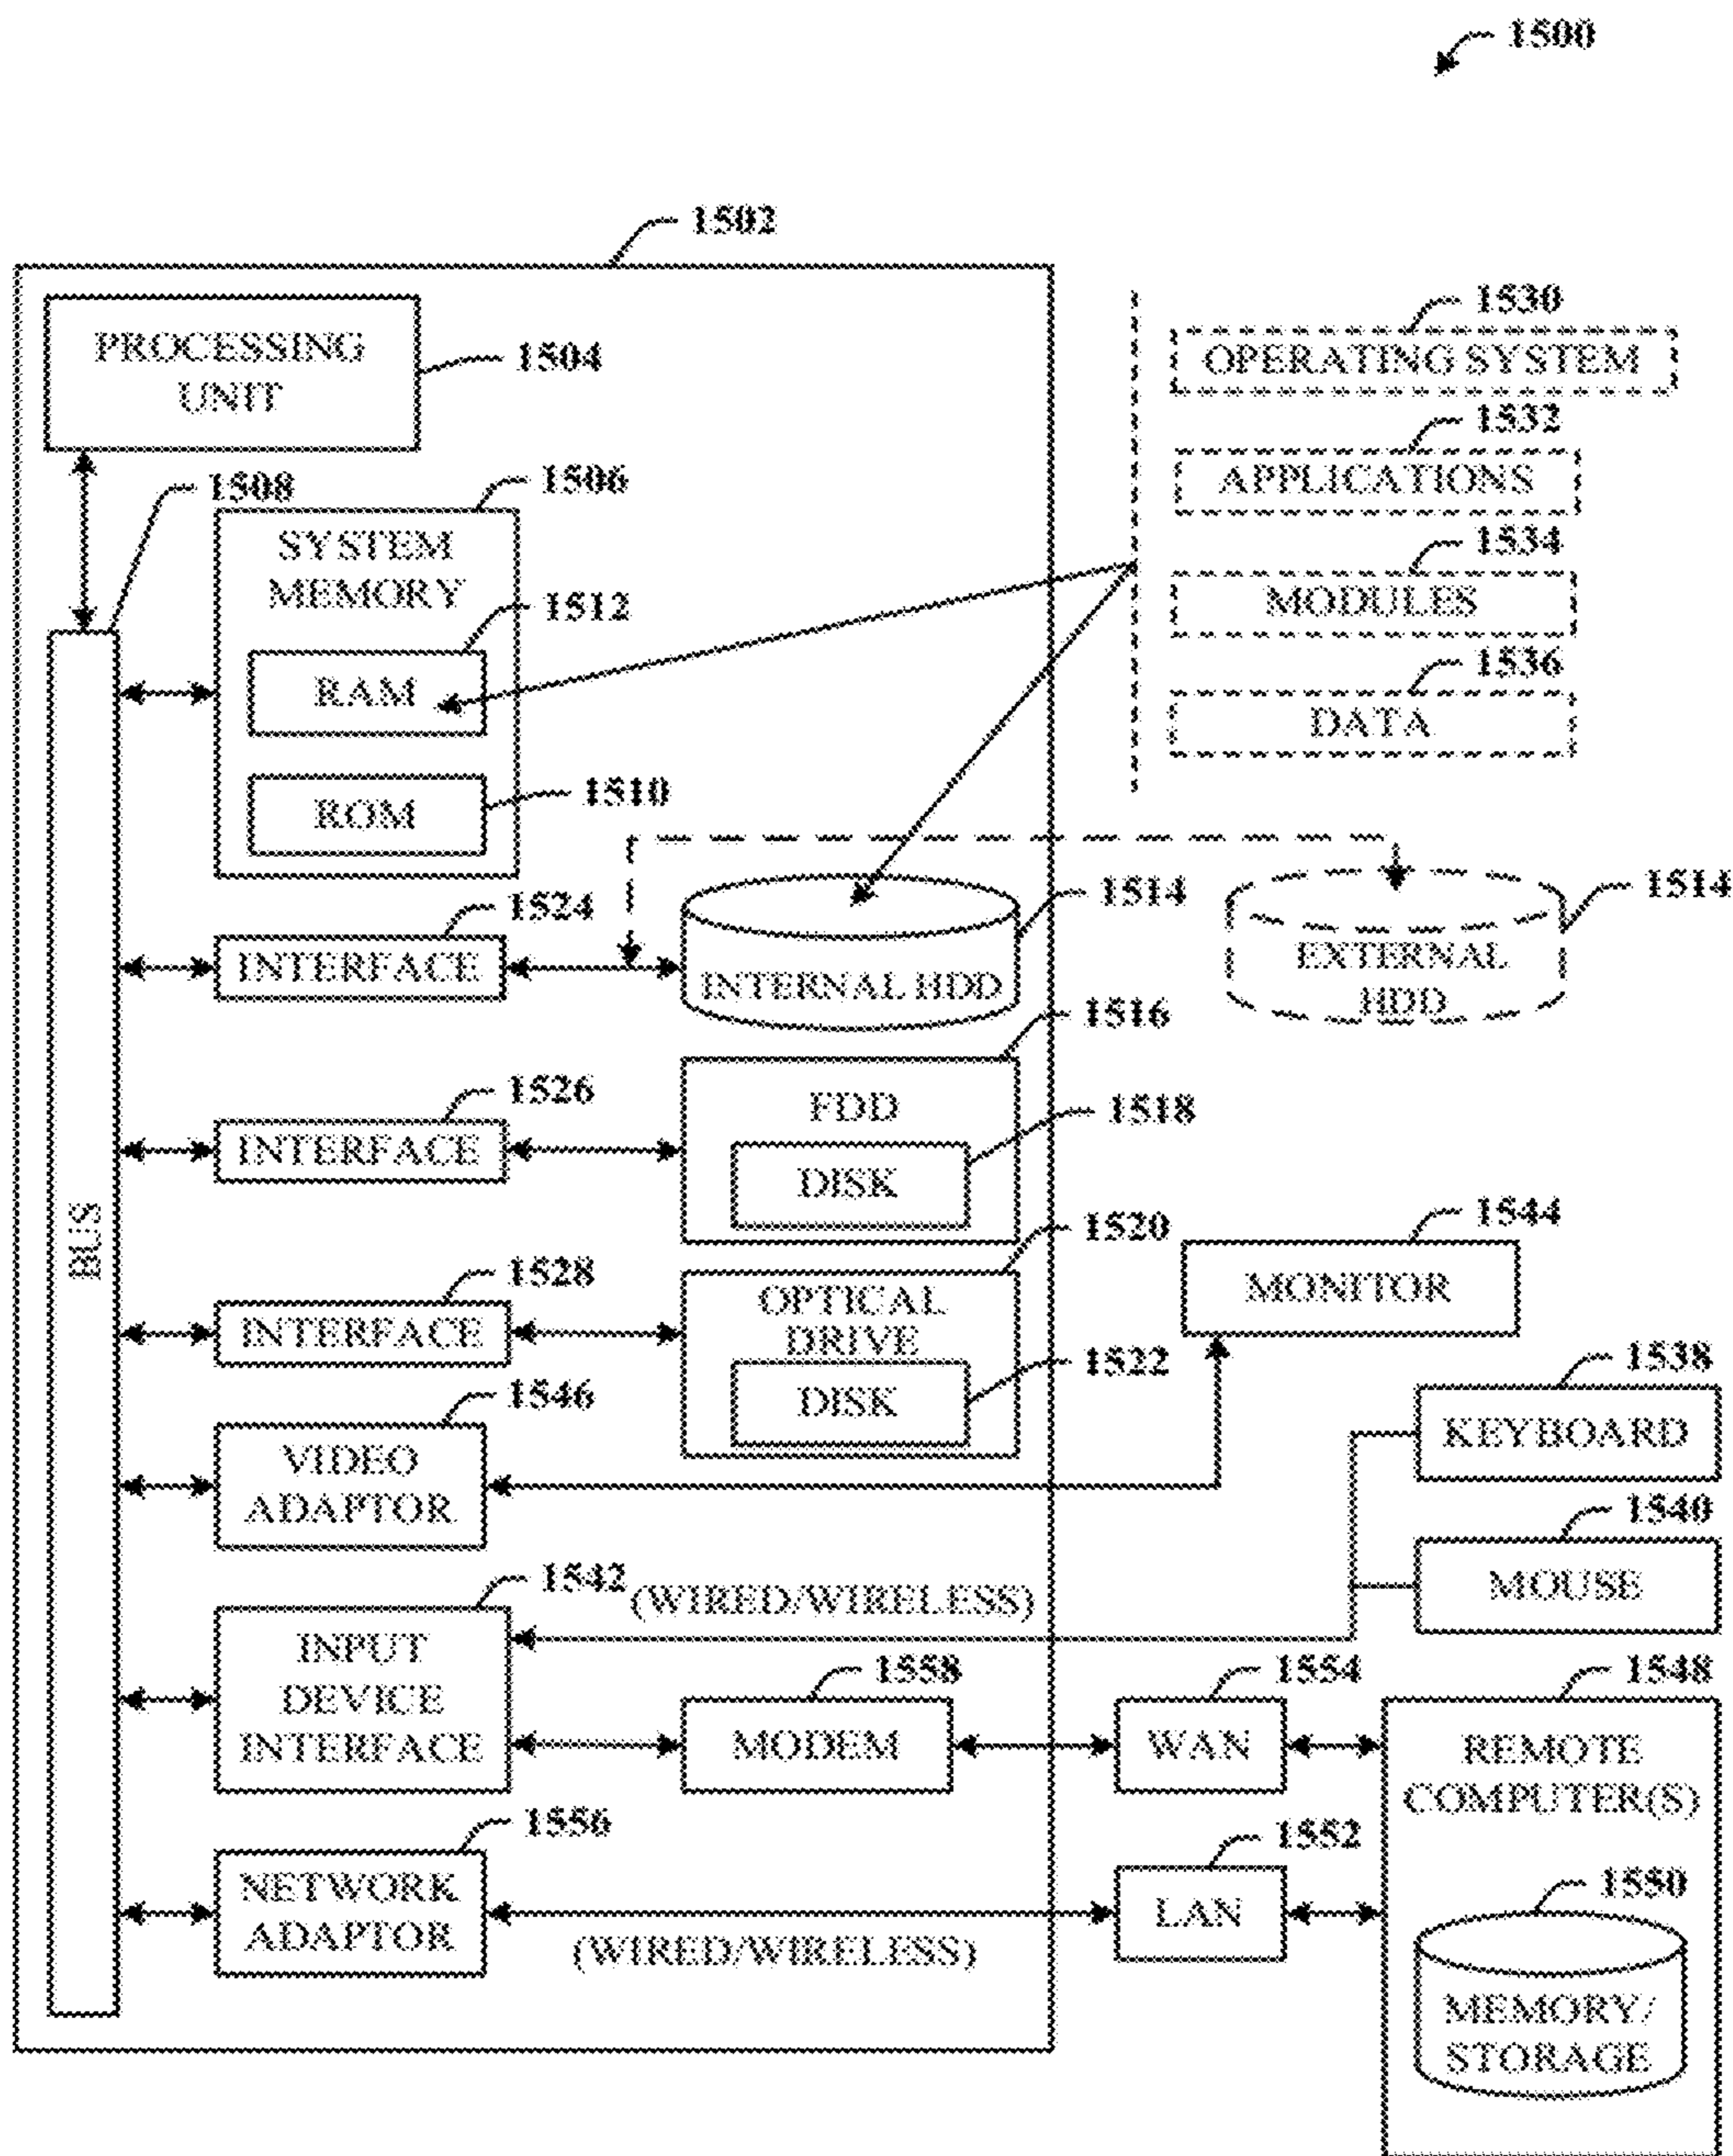 1500
1502
PROCESSING
UNIT
1504
1530
OPERATING SYSTEM
1532
APPLICATIONS
1534
MODULES
1536
DATA
1508
1506
SYSTEM
MEMORY
1512
RAM
1510
ROM
1524
INTERFACE
1514
INTERNAL HDD
1514
EXTERNAL
HDD
1526
INTERFACE
1516
FDD
1518
DISK
BUS
1528
INTERFACE
1520
OPTICAL
DRIVE
1522
DISK
1544
MONITOR
1546
VIDEO
ADAPTOR
1538
KEYBOARD
1540
MOUSE
1542
(WIRED/WIRELESS)
INPUT
DEVICE
INTERFACE
1558
MODEM
1554
WAN
1548
REMOTE
COMPUTER(S)
1556
NETWORK
ADAPTOR
(WIRED/WIRELESS)
1552
LAN
1550
MEMORY/
STORAGE